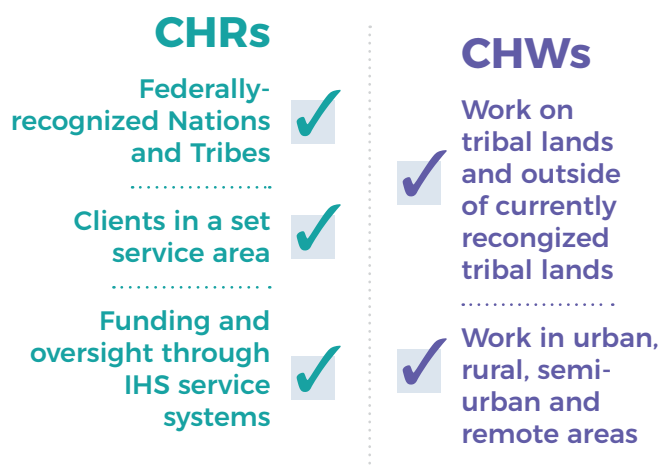 CHRs
Federally-
recognized Nations
and Tribes
Clients in a set
service area
Funding and
oversight through
IHS service
systems
CHWs
Work on
tribal lands
and outside
of currently
recongized
tribal lands
Work in urban,
rural, semi-
urban and
remote areas